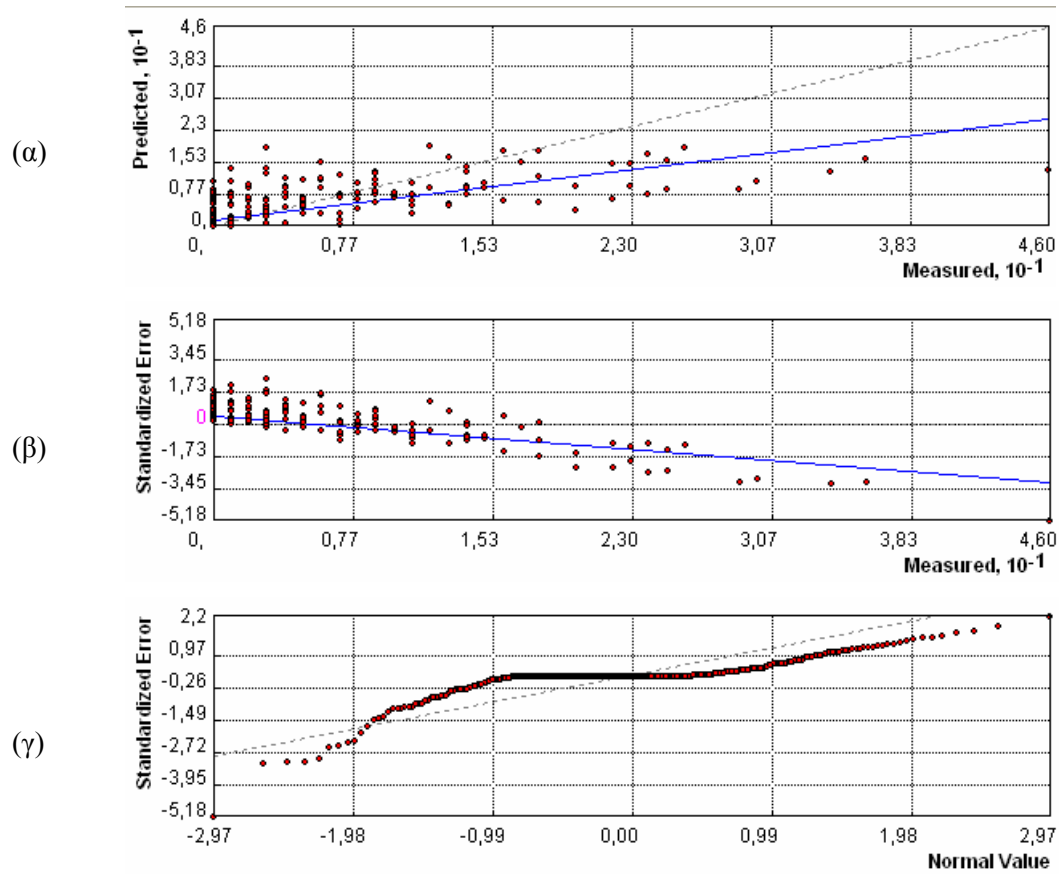 (α)
Predicted, 10⁻¹
4,6
3,83
3,07
2,3
1,53
0,77
0,
0, 0,77 1,53 2,30 3,07 3,83 4,60
Measured, 10⁻¹
(β)
Standardized Error
5,18
3,45
1,73
0
-1,73
-3,45
-5,18
0, 0,77 1,53 2,30 3,07 3,83 4,60
Measured, 10⁻¹
(γ)
Standardized Error
2,2
0,97
-0,26
-1,49
-2,72
-3,95
-5,18
-2,97 -1,98 -0,99 0,00 0,99 1,98 2,97
Normal Value